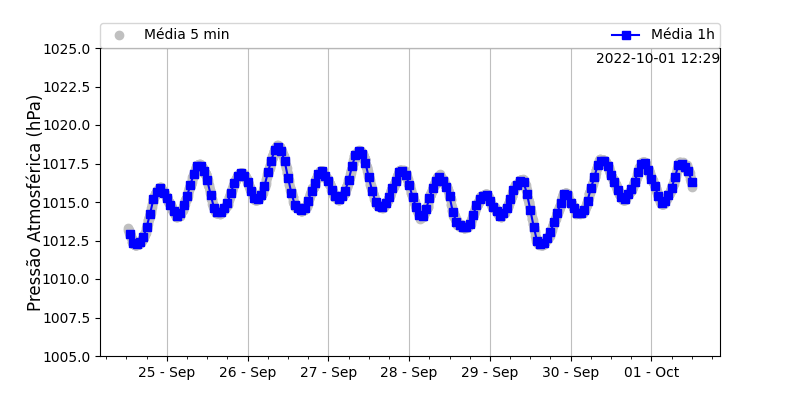 Média 5 min
Média 1h
2022-10-01 12:29
Pressão Atmosférica (hPa)
1025.0
1022.5
1020.0
1017.5
1015.0
1012.5
1010.0
1007.5
1005.0
25 - Sep
26 - Sep
27 - Sep
28 - Sep
29 - Sep
30 - Sep
01 - Oct